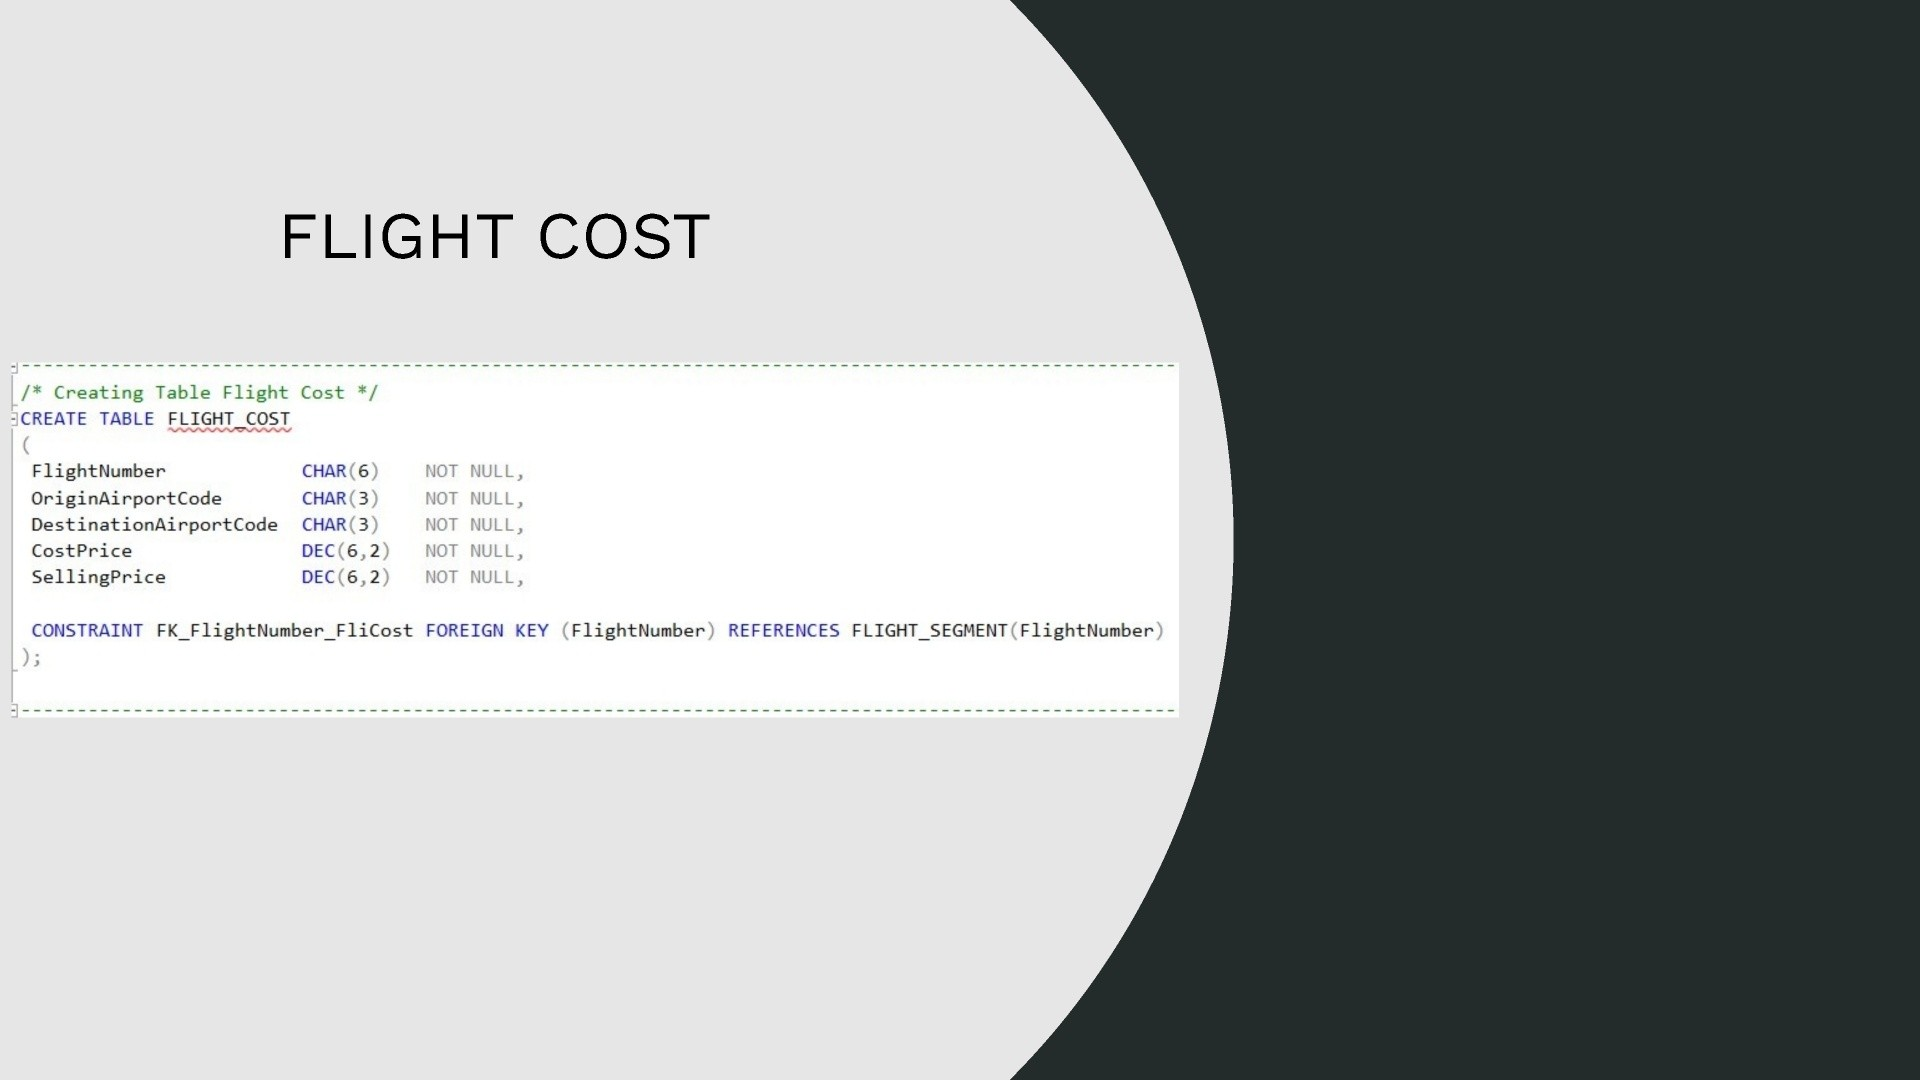 FLIGHT COST
/* Creating Table Flight Cost */
CREATE TABLE FLIGHT_COST
(
FlightNumber CHAR(6) NOT NULL,
OriginAirportCode CHAR(3) NOT NULL,
DestinationAirportCode CHAR(3) NOT NULL,
CostPrice DEC(6,2) NOT NULL,
SellingPrice DEC(6,2) NOT NULL,
CONSTRAINT FK_FlightNumber_FliCost FOREIGN KEY (FlightNumber) REFERENCES FLIGHT_SEGMENT(FlightNumber)
);